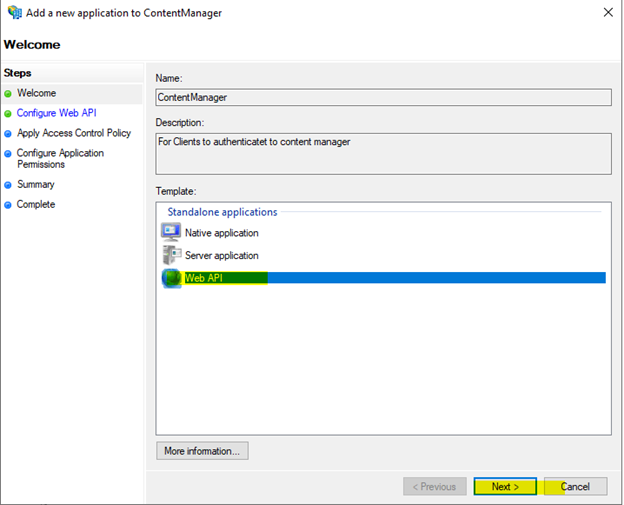 Add a new application to ContentManager
Welcome
Steps
Welcome
Configure Web API
Apply Access Control Policy
Configure Application
Permissions
Summary
Complete
Name:
ContentManager
Description:
For Clients to authenticatet to content manager
Template:
Standalone applications
Native application
Server application
Web API
More information...
< Previous
Next >
Cancel